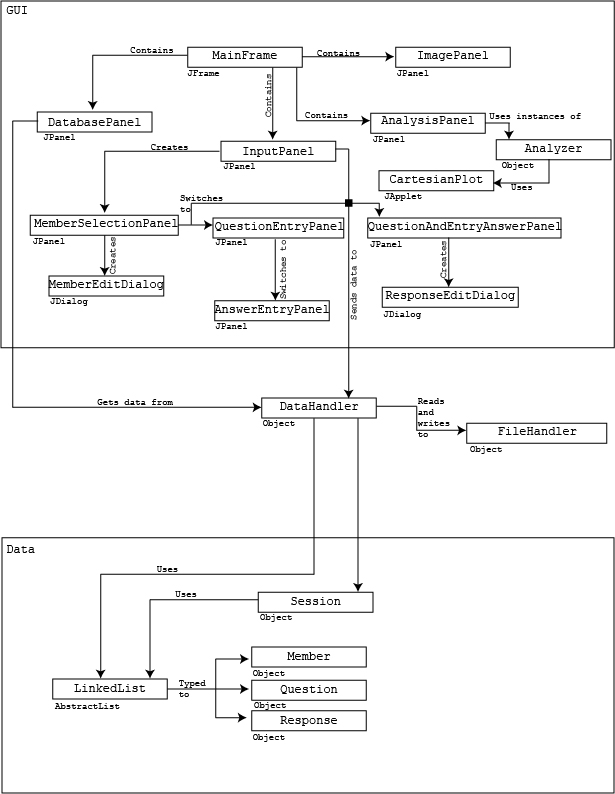 GUI
Contains
MainFrame
JFrame
Contains
ImagePanel
JPanel
Contains
DatabasePanel
JPanel
Contains
AnalysisPanel
JPanel
Uses instances of
Analyzer
Object
Creates
InputPanel
JPanel
CartesianPlot
JApplet
Uses
Switches
to
MemberSelectionPanel
JPanel
QuestionEntryPanel
JPanel
QuestionAndEntryAnswerPanel
JPanel
Creates
Switches to
Sends data to
Creates
MemberEditDialog
JDialog
AnswerEntryPanel
JPanel
ResponseEditDialog
JDialog
Gets data from
DataHandler
Object
Reads
and
writes
to
FileHandler
Object
Data
Uses
Uses
Session
Object
LinkedList
AbstractList
Typed
to
Member
Object
Question
Object
Response
Object